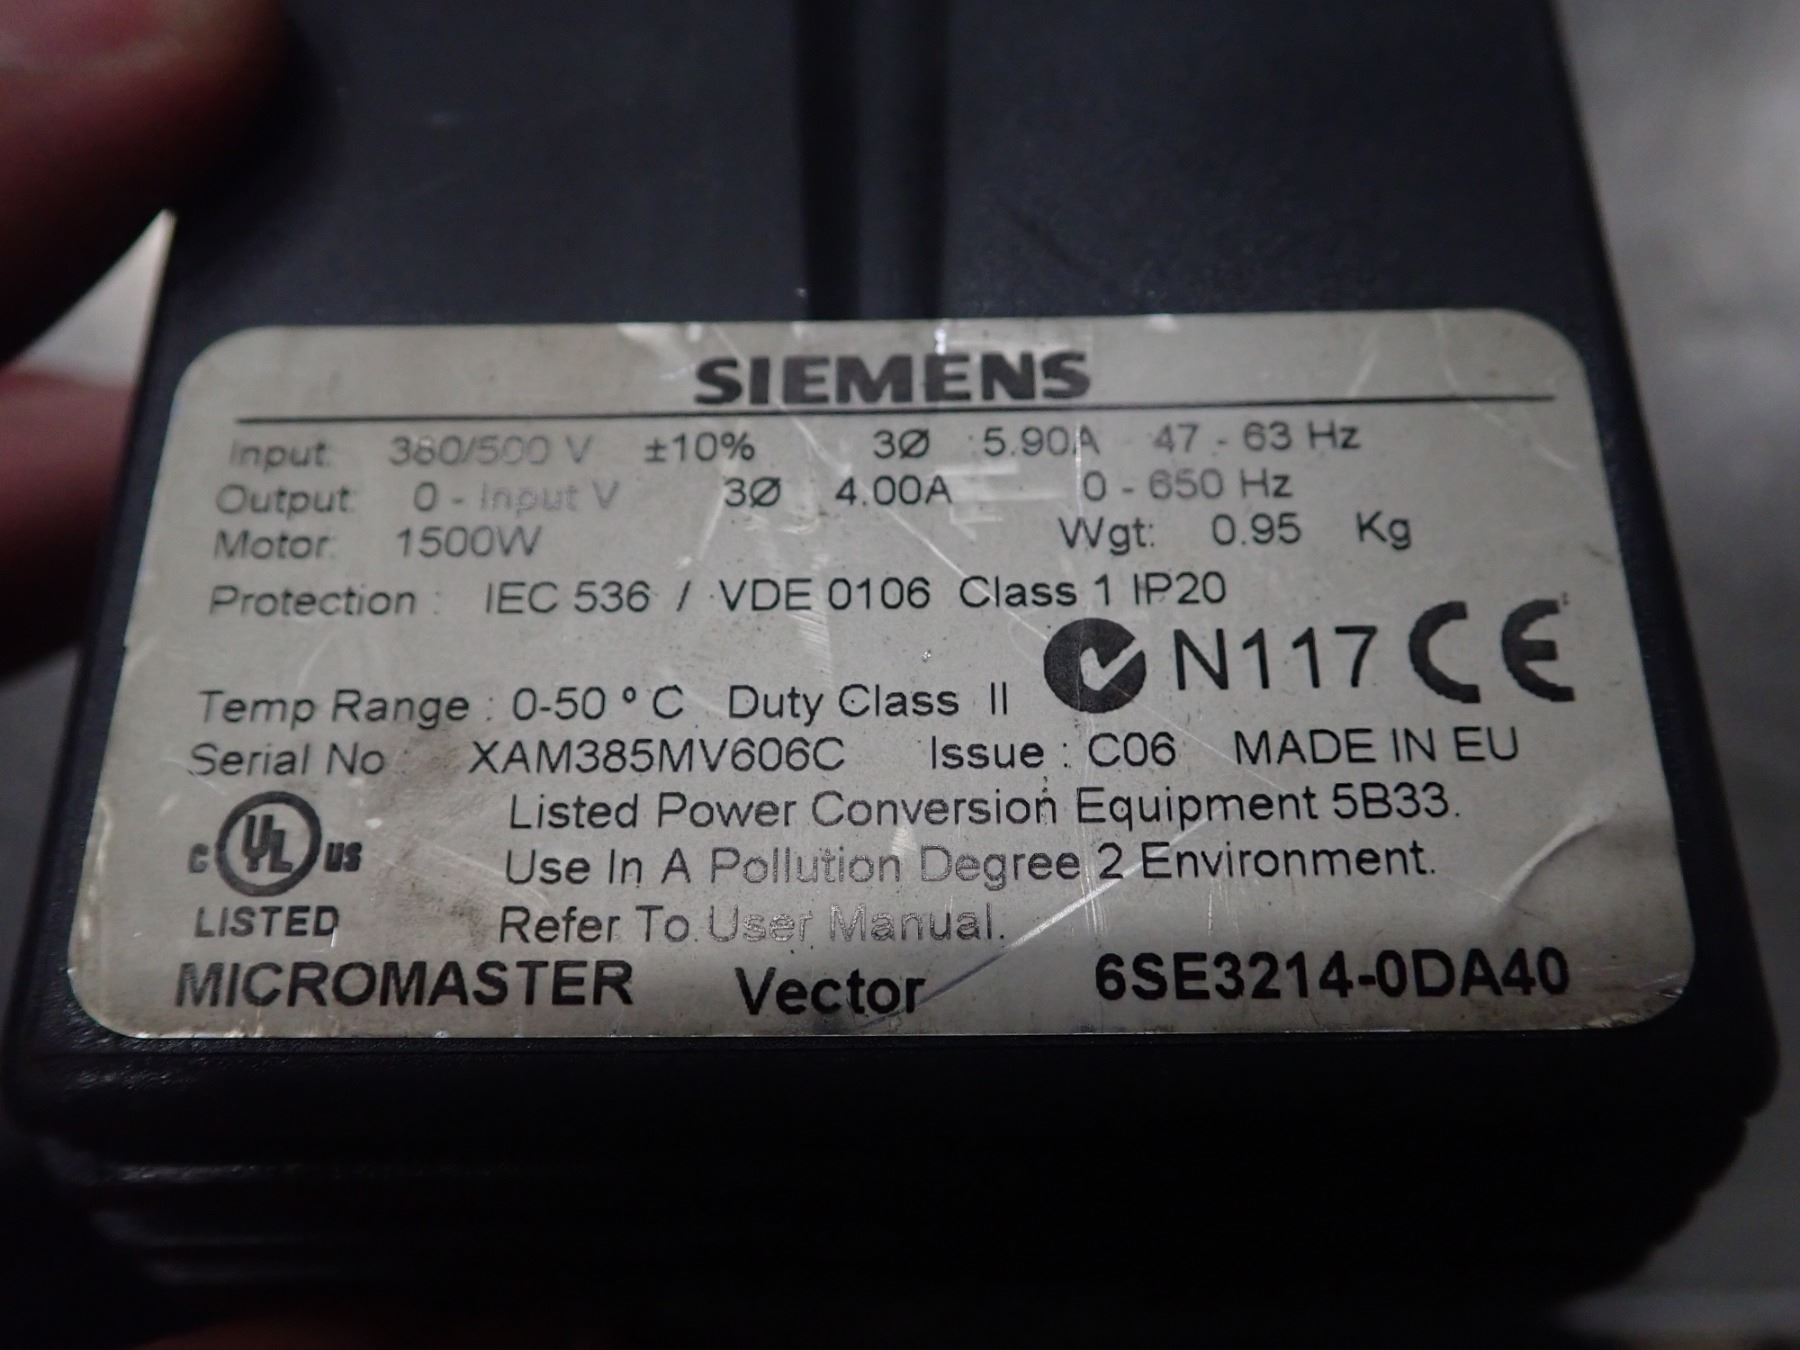 SIEMENS
Input: 380/500 V ±10% 3Ø 5.90A 47 - 63 Hz
Output: 0 - Input V 3Ø 4.00A 0 - 650 Hz
Motor: 1500W Wgt: 0.95 Kg
Protection : IEC 536 / VDE 0106 Class 1 IP20
N117 CE
Temp Range : 0-50 ° C Duty Class II
Serial No : XAM385MV606C Issue : C06 MADE IN EU
Listed Power Conversion Equipment 5B33.
C UL US
Use In A Pollution Degree 2 Environment.
LISTED
Refer To User Manual.
MICROMASTER Vector 6SE3214-0DA40